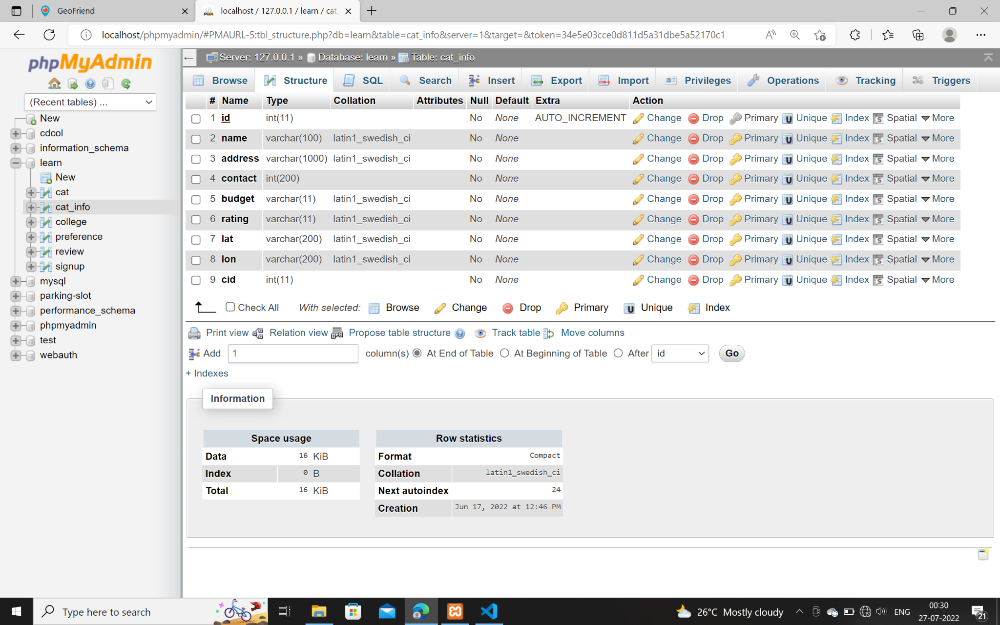 GeoFriend
localhost / 127.0.0.1 / learn / cat_
localhost/phpmyadmin/#PMAURL-5:tbl_structure.php?db=learn&table=cat_info&server=1&target=&token=34e5e03cce0d811d5a31dbe5a52170c1
phpMyAdmin
(Recent tables) ...
New
cdcol
information_schema
learn
New
cat
cat_info
college
preference
review
signup
mysql
parking-slot
performance_schema
phpmyadmin
test
webauth
Server: 127.0.0.1 » Database: learn » Table: cat_info
Browse Structure SQL Search Insert Export Import Privileges Operations Tracking Triggers
# Name Type Collation Attributes Null Default Extra Action
1 id int(11) No None AUTO_INCREMENT Change Drop Primary Unique Index Spatial More
2 name varchar(100) latin1_swedish_ci No None Change Drop Primary Unique Index Spatial More
3 address varchar(1000) latin1_swedish_ci No None Change Drop Primary Unique Index Spatial More
4 contact int(200) No None Change Drop Primary Unique Index Spatial More
5 budget varchar(11) latin1_swedish_ci No None Change Drop Primary Unique Index Spatial More
6 rating varchar(11) latin1_swedish_ci No None Change Drop Primary Unique Index Spatial More
7 lat varchar(200) latin1_swedish_ci No None Change Drop Primary Unique Index Spatial More
8 lon varchar(200) latin1_swedish_ci No None Change Drop Primary Unique Index Spatial More
9 cid int(11) No None Change Drop Primary Unique Index Spatial More
Check All With selected: Browse Change Drop Primary Unique Index
Print view Relation view Propose table structure Track table Move columns
Add 1 column(s) At End of Table At Beginning of Table After id Go
+ Indexes
Information
Space usage
Data 16 KiB
Index 0 B
Total 16 KiB
Row statistics
Format Compact
Collation latin1_swedish_ci
Next autoindex 24
Creation Jun 17, 2022 at 12:46 PM
Type here to search
26°C Mostly cloudy
ENG
00:30
27-07-2022
21